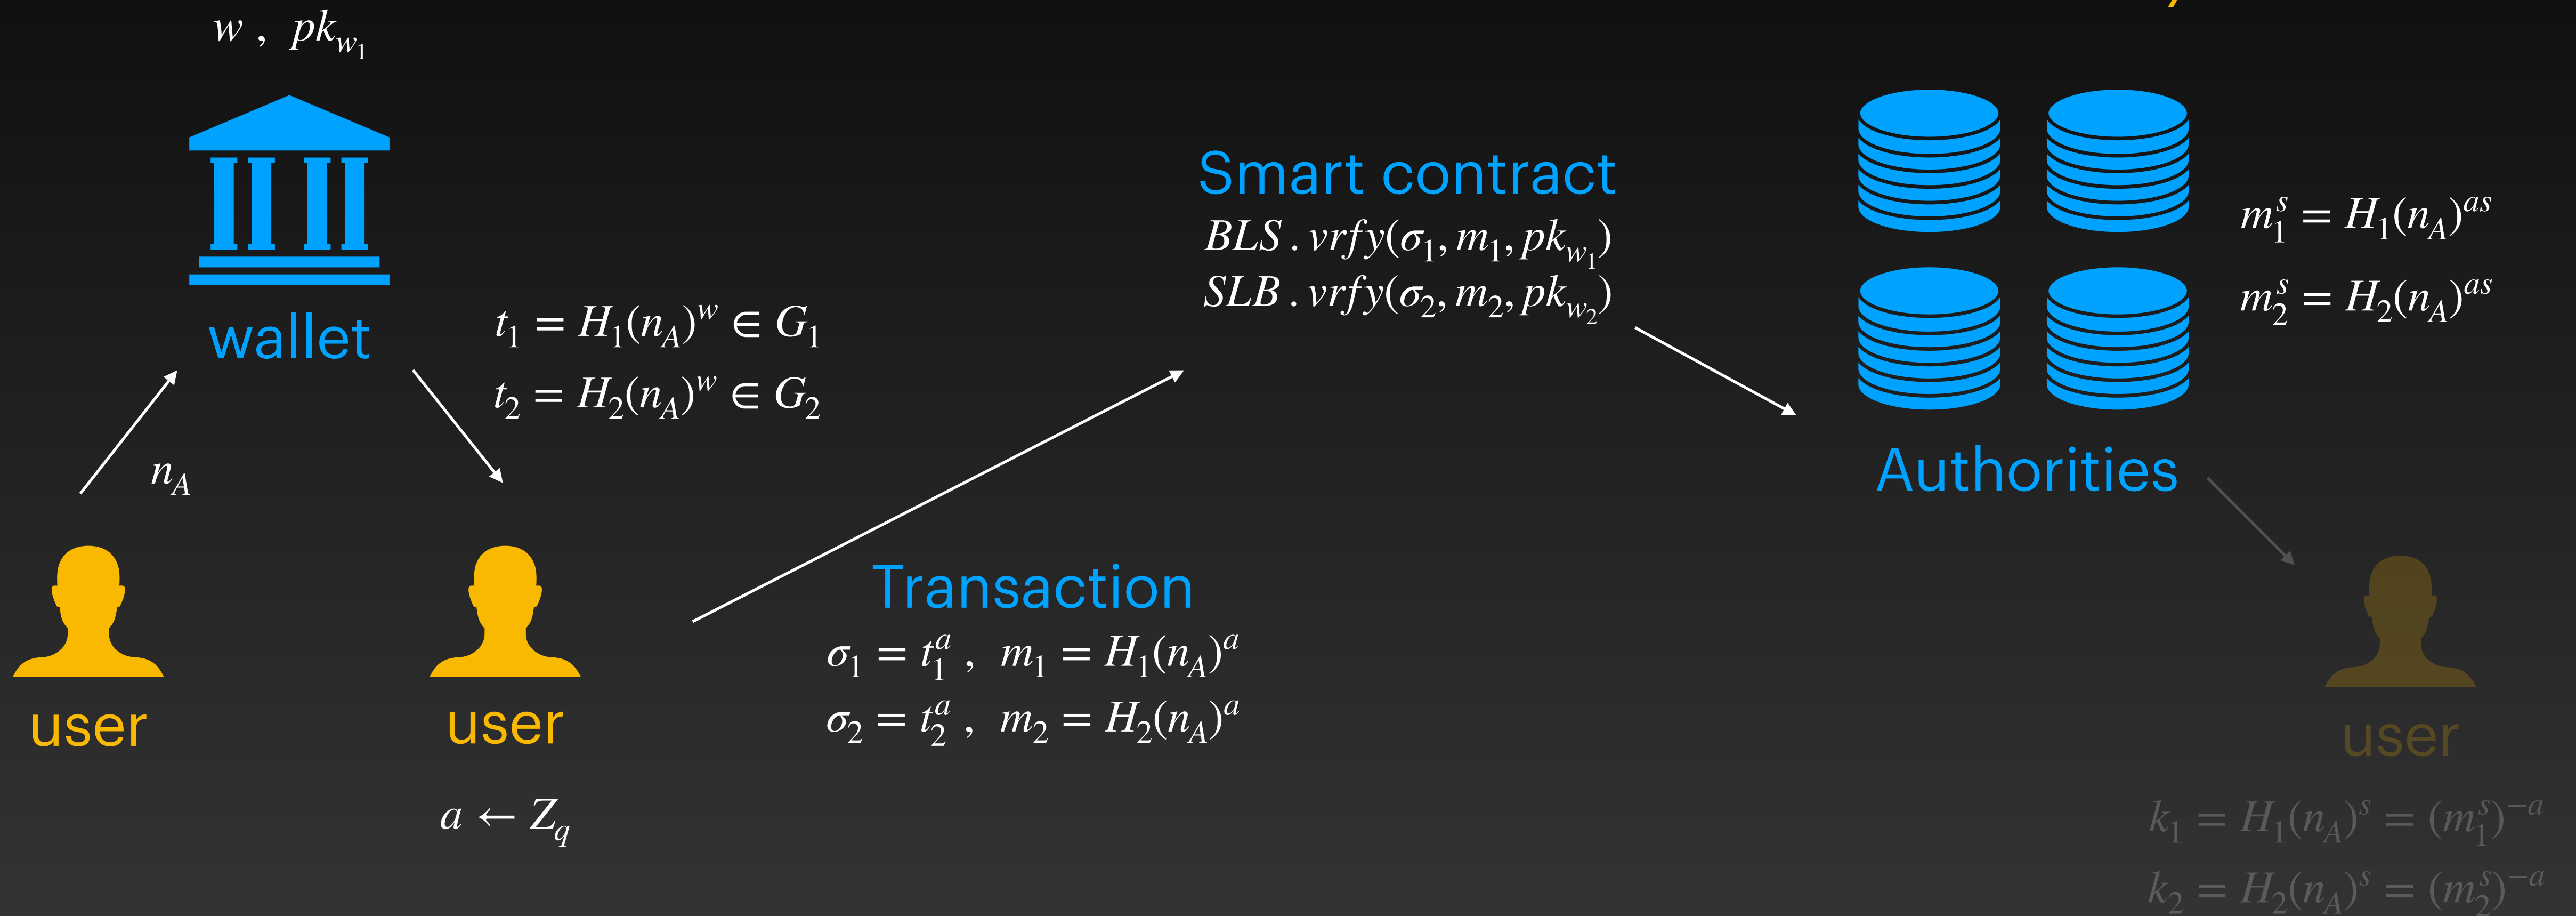 w , pk_{w_1}
wallet
n_A
user
t_1 = H_1(n_A)^w ∈ G_1
t_2 = H_2(n_A)^w ∈ G_2
user
a ← Z_q
Transaction
σ_1 = t_1^a , m_1 = H_1(n_A)^a
σ_2 = t_2^a , m_2 = H_2(n_A)^a
Smart contract
BLS . vrfy(σ_1, m_1, pk_{w_1})
SLB . vrfy(σ_2, m_2, pk_{w_2})
m_1^s = H_1(n_A)^{as}
m_2^s = H_2(n_A)^{as}
Authorities
user
k_1 = H_1(n_A)^s = (m_1^s)^{-a}
k_2 = H_2(n_A)^s = (m_2^s)^{-a}